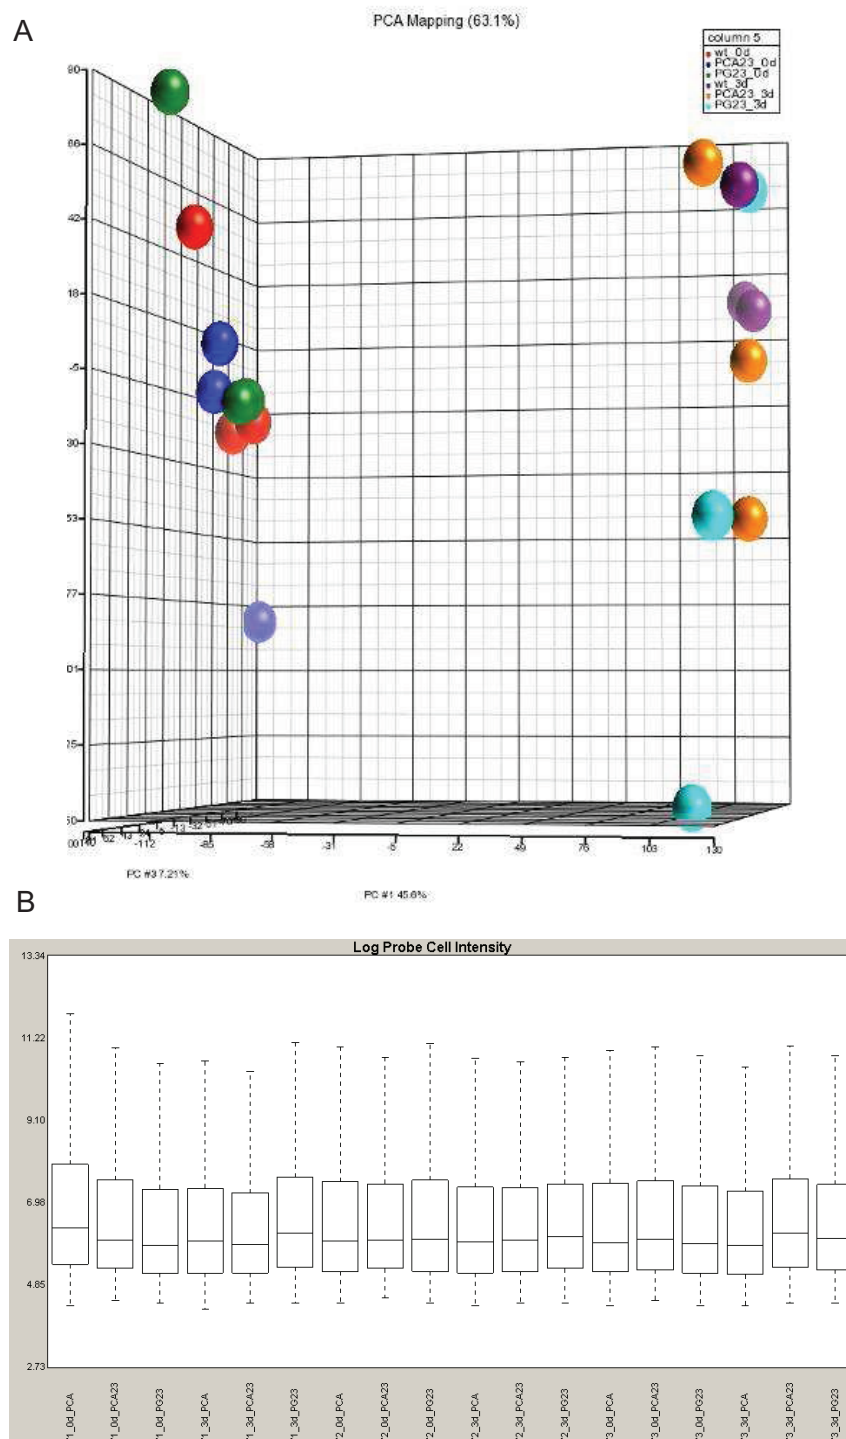 A
PCA Mapping (63.1%)
column 5
wt_0d
PCA23_0d
PG23_0d
wt_3d
PCA23_3d
PG23_3d
90
66
42
18
-5
30
53
77
01
25
50
-112
-85
-58
-31
-5
22
49
76
103
130
PC #3 7.21%
PC #1 45.6%
B
Log Probe Cell Intensity
13.34
11.22
9.10
6.98
4.85
2.73
1_0d_PCA
1_0d_PCA23
1_0d_PG23
1_3d_PCA
1_3d_PCA23
1_3d_PG23
2_0d_PCA
2_0d_PCA23
2_0d_PG23
2_3d_PCA
2_3d_PCA23
2_3d_PG23
3_0d_PCA
3_0d_PCA23
3_0d_PG23
3_3d_PCA
3_3d_PCA23
3_3d_PG23